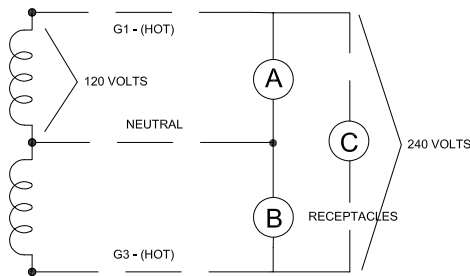 G1 - (HOT)
A
120 VOLTS
NEUTRAL
C
240 VOLTS
B
RECEPTACLES
G3 - (HOT)